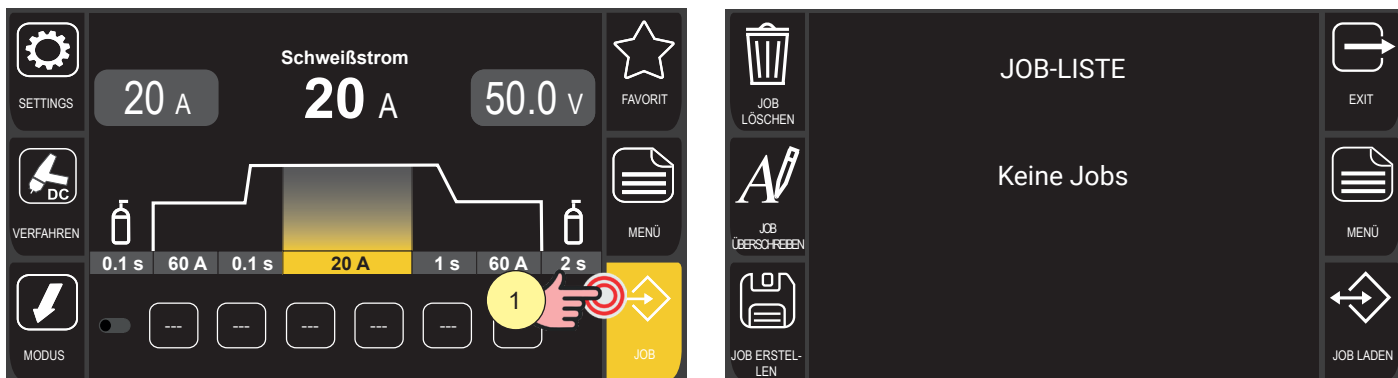 SETTINGS
VERFAHREN
DC
MODUS
Schweißstrom
20 A
20 A
50.0 V
0.1 s
60 A
0.1 s
20 A
1 s
60 A
2 s
---
---
---
---
---
1
FAVORIT
MENÜ
JOB
JOB
LÖSCHEN
JOB
ÜBERSCHREIBEN
JOB ERSTEL-
LEN
JOB-LISTE
Keine Jobs
EXIT
MENÜ
JOB LADEN